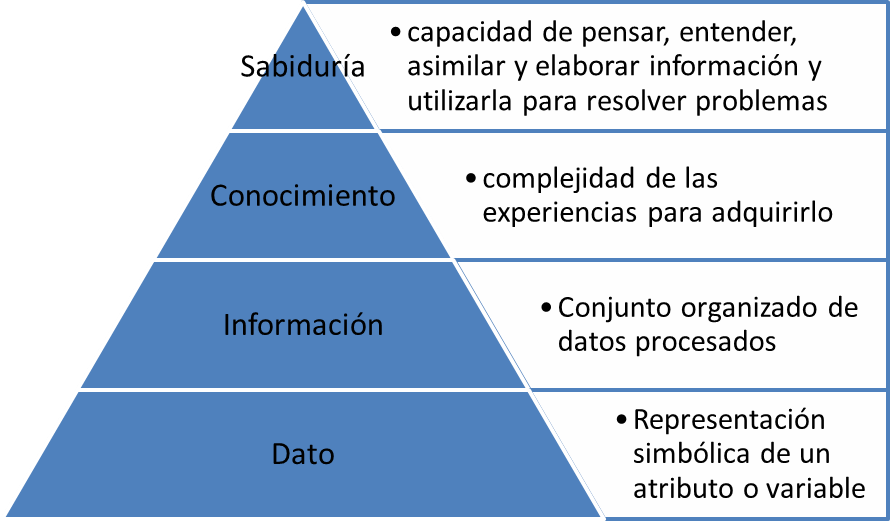 Sabiduría
• capacidad de pensar, entender,
asimilar y elaborar información y
utilizarla para resolver problemas
Conocimiento
• complejidad de las
experiencias para adquirirlo
Información
• Conjunto organizado de
datos procesados
Dato
• Representación
simbólica de un
atributo o variable